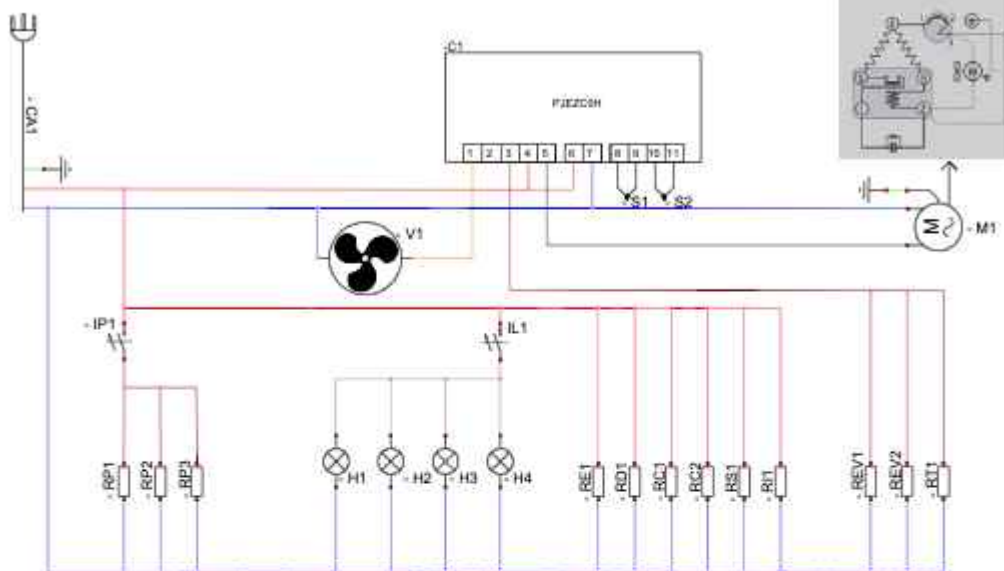 -C1
PJEZC0H
- CA1
1 2 3 4 5 6 7 8 9 10 11
- S1
- S2
- V1
M
- M1
- IP1
IL1
- RP1
- RP2
- RP3
- H1
- H2
- H3
- H4
- RE1
- RD1
- RC1
- RC2
- RS1
- RI1
- REV1
- REV2
- RT1